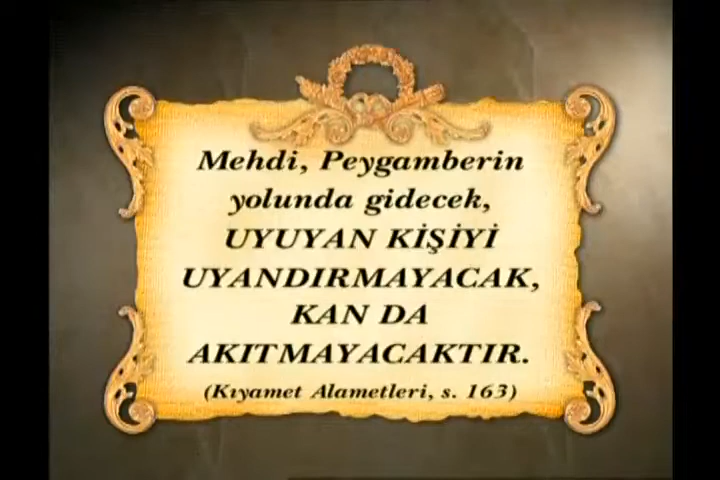 Mehdi, Peygamberin
yolunda gidecek,
UYUYAN KİŞİYİ
UYANDIRMAYACAK,
KAN DA
AKITMAYACAKTIR.
(Kıyamet Alametleri, s. 163)